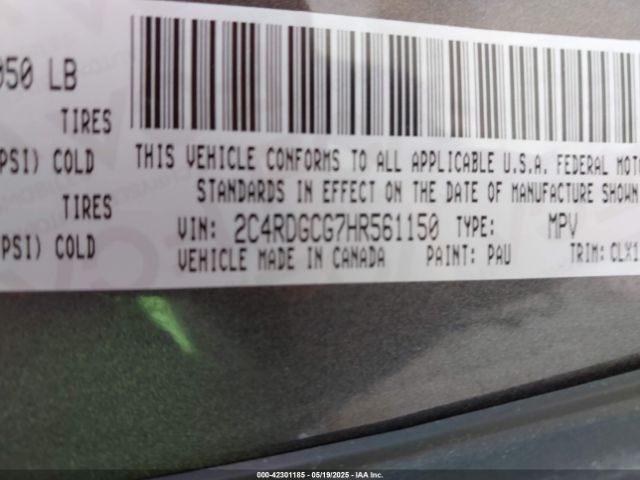 050 LB
TIRES
PSI) COLD
THIS VEHICLE CONFORMS TO ALL APPLICABLE U.S.A. FEDERAL MOTO
STANDARDS IN EFFECT ON THE DATE OF MANUFACTURE SHOWN
TIRES
VIN: 2C4RDGCG7HR561150 TYPE: MPV
PSI) COLD
VEHICLE MADE IN CANADA PAINT: PAU TRIM: CLX1
000-42301185 - 05/19/2025 - IAA Inc.